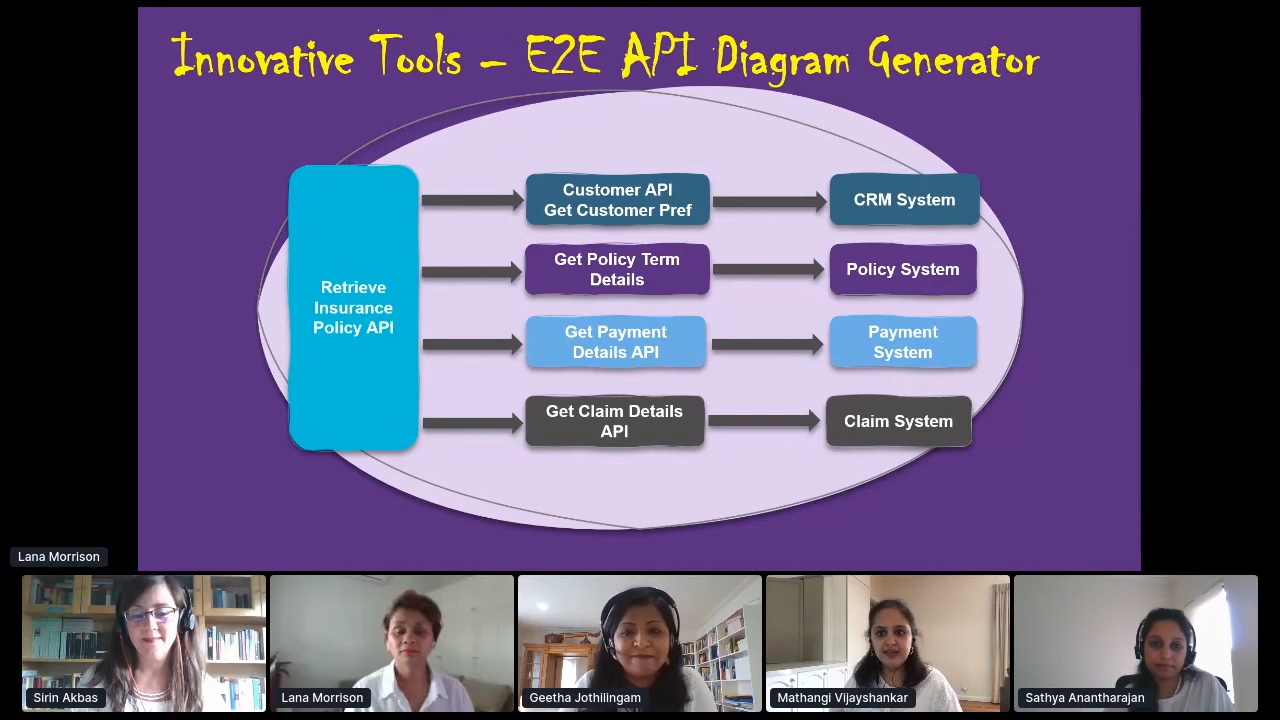 Innovative Tools – E2E API Diagram Generator
Retrieve
Insurance
Policy API
Customer API
Get Customer Pref
CRM System
Get Policy Term
Details
Policy System
Get Payment
Details API
Payment
System
Get Claim Details
API
Claim System
Lana Morrison
Sirin Akbas
Lana Morrison
Geetha Jothilingam
Mathangi Vijayshankar
Sathya Anantharajan